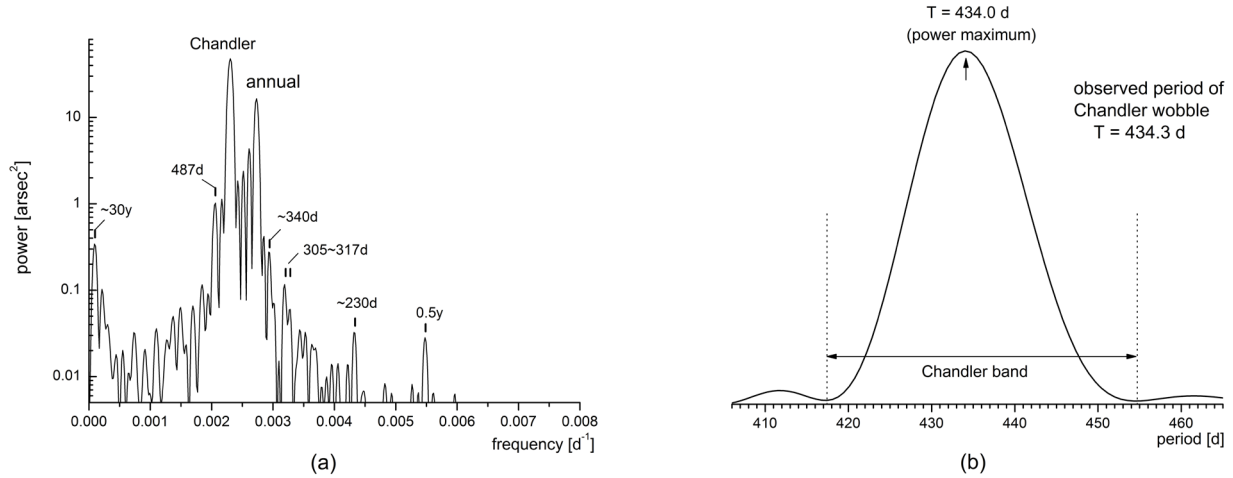 Chandler
annual
487d
~30y
~340d
305~317d
~230d
0.5y
10
1
0.1
0.01
power [arsec²]
0.000 0.001 0.002 0.003 0.004 0.005 0.006 0.007 0.008
frequency [d⁻¹]
(a)
T = 434.0 d
(power maximum)
observed period of
Chandler wobble
T = 434.3 d
Chandler band
410 420 430 440 450 460
period [d]
(b)